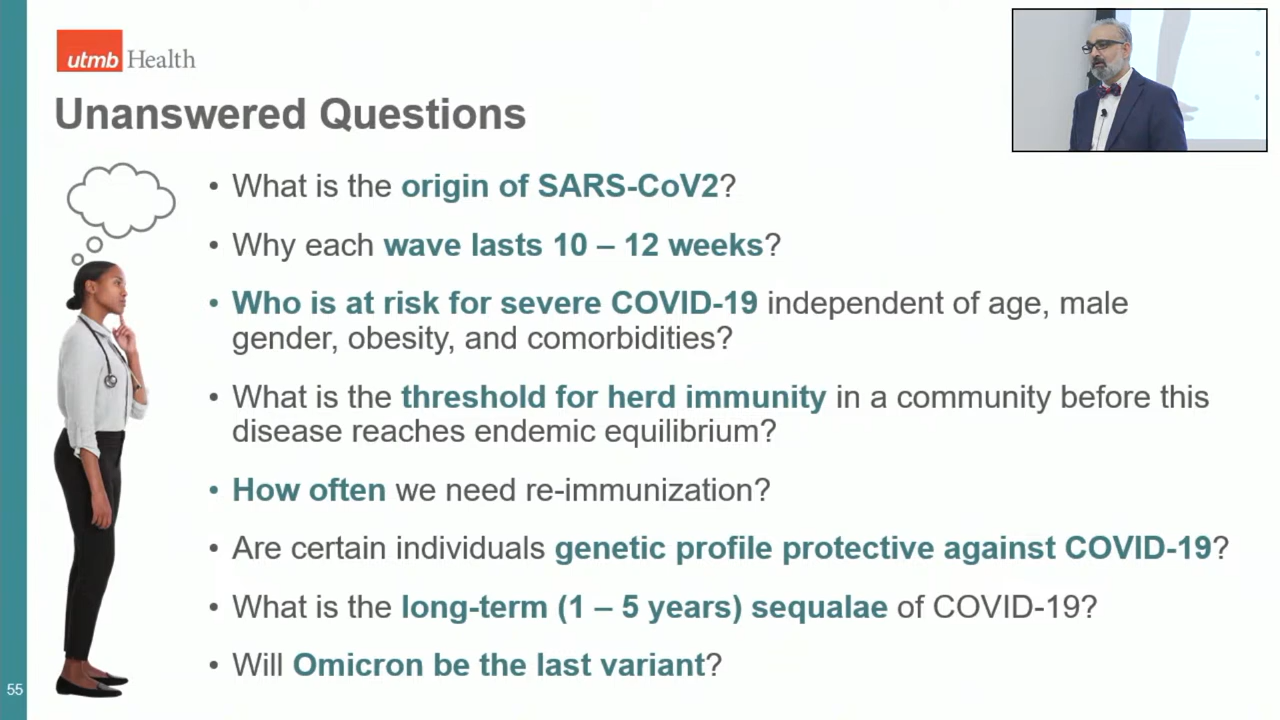 utmb Health
Unanswered Questions
• What is the origin of SARS-CoV2?
• Why each wave lasts 10 – 12 weeks?
• Who is at risk for severe COVID-19 independent of age, male
gender, obesity, and comorbidities?
• What is the threshold for herd immunity in a community before this
disease reaches endemic equilibrium?
• How often we need re-immunization?
• Are certain individuals genetic profile protective against COVID-19?
• What is the long-term (1 – 5 years) sequalae of COVID-19?
• Will Omicron be the last variant?
55